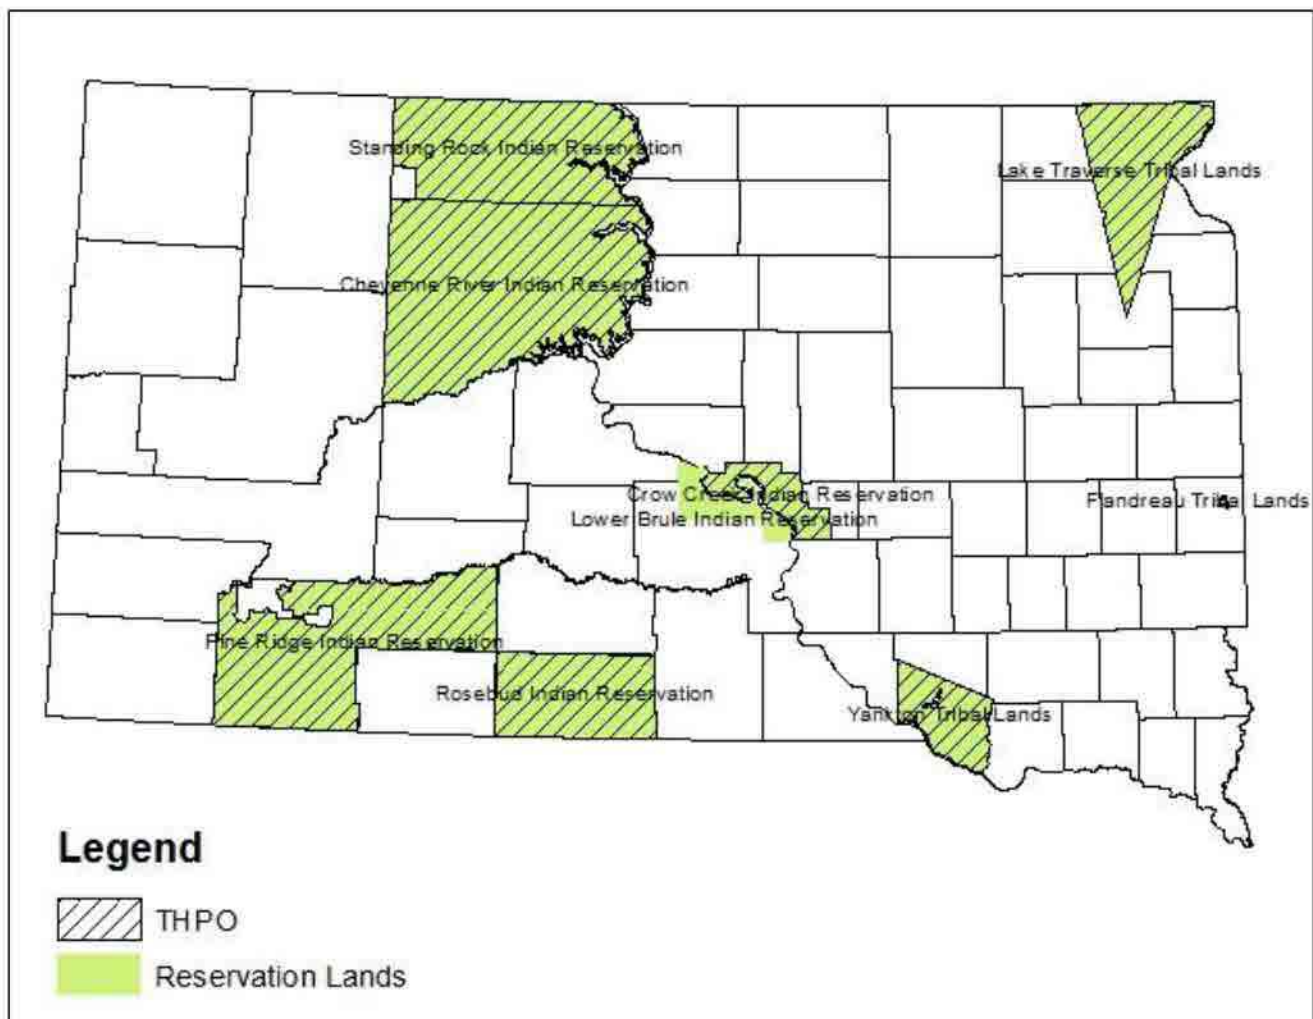 Standing Rock Indian Reservation
Lake Traverse Tribal Lands
Cheyenne River Indian Reservation
Crow Creek Indian Reservation
Flandreau Tribal Lands
Lower Brule Indian Reservation
Pine Ridge Indian Reservation
Rosebud Indian Reservation
Yankton Tribal Lands
Legend
THPO
Reservation Lands